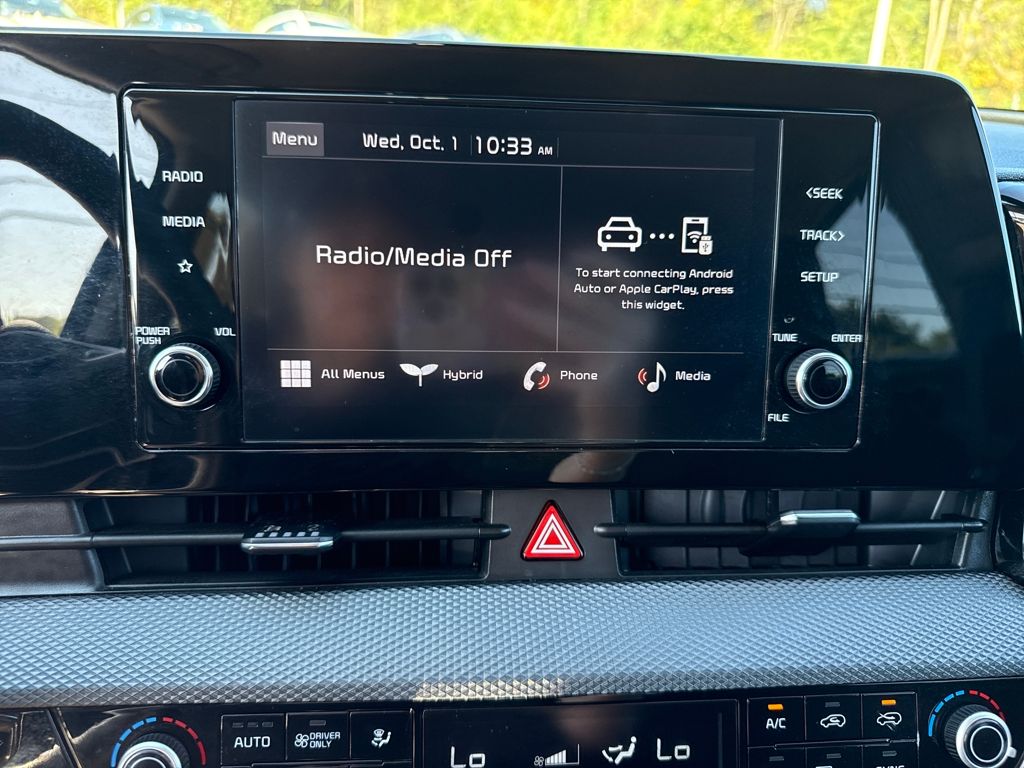 Menu
Wed, Oct. 1
10:33 AM
RADIO
MEDIA
POWER
PUSH
VOL
Radio/Media Off
To start connecting Android
Auto or Apple CarPlay, press
this widget.
All Menus
Hybrid
Phone
Media
<SEEK
TRACK>
SETUP
TUNE
ENTER
FILE
AUTO
DRIVER
ONLY
Lo
Lo
A/C
SYNC